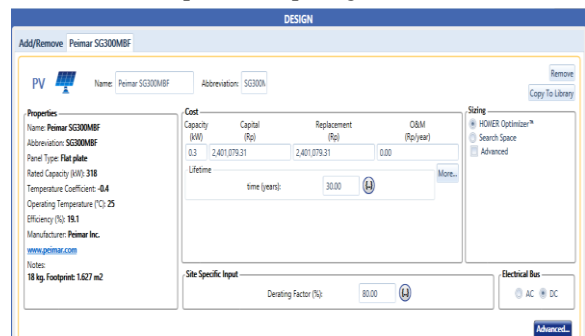 DESIGN
Add/Remove Peimar SG300MBF
PV Name: Peimar SG300MBF Abbreviation: SG300N
Remove
Copy To Library
Properties
Name: Peimar SG300MBF
Abbreviation: SG300MBF
Panel Type: Flat plate
Rated Capacity (kW): 318
Temperature Coefficient: -0.4
Operating Temperature (°C): 25
Efficiency (%): 19.1
Manufacturer: Peimar Inc.
www.peimar.com
Notes:
18 kg. Footprint: 1.627 m2
Cost
Capacity Capital Replacement O&M
(kW) (Rp) (Rp) (Rp/year)
0.3 2,401,079.31 2,401,079.31 0.00
Lifetime
time (years): 30.00
More...
Site Specific Input
Derating Factor (%): 80.00
Sizing
HOMER Optimizer™
Search Space
Advanced
Electrical Bus
AC DC
Advanced...